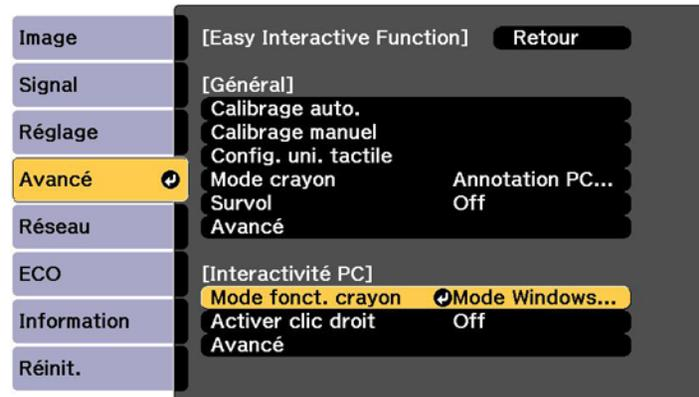 Image
Signal
Réglage
Avancé
Réseau
ECO
Information
Réinit.
[Easy Interactive Function] Retour
[Général]
Calibrage auto.
Calibrage manuel
Config. uni. tactile
Mode crayon Annotation PC...
Survol Off
Avancé
[Interactivité PC]
Mode fonct. crayon Mode Windows...
Activer clic droit Off
Avancé